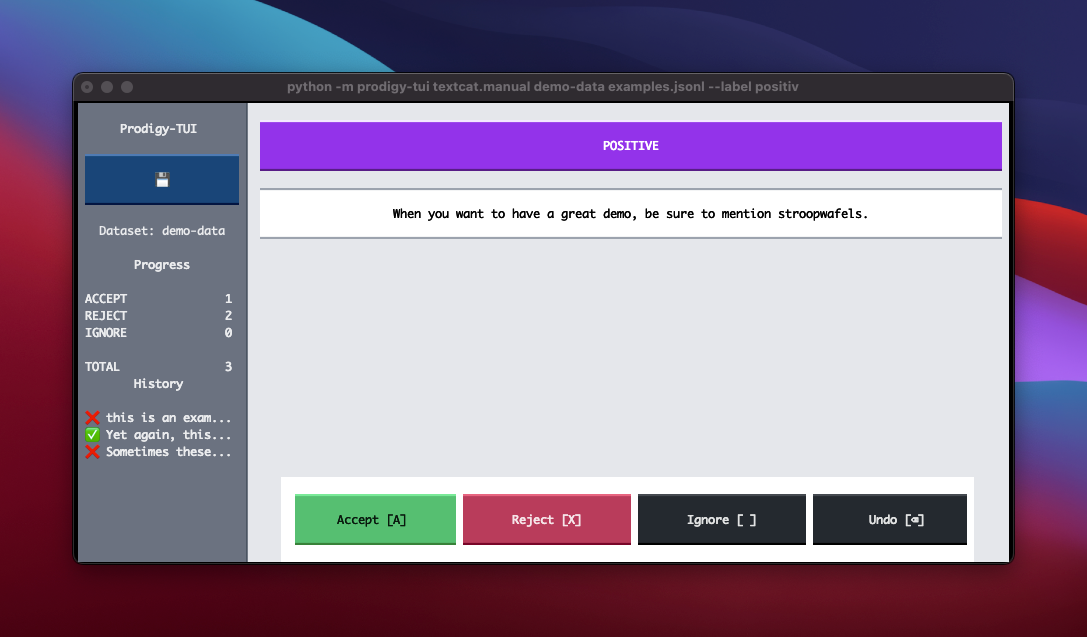 python -m prodigy-tui textcat.manual demo-data examples.jsonl --label positiv
Prodigy-TUI
Dataset: demo-data
Progress
ACCEPT 1
REJECT 2
IGNORE 0
TOTAL 3
History
❌ this is an exam...
✅ Yet again, this...
❌ Sometimes these...
POSITIVE
When you want to have a great demo, be sure to mention stroopwafels.
Accept [A]
Reject [X]
Ignore [ ]
Undo [⌫]